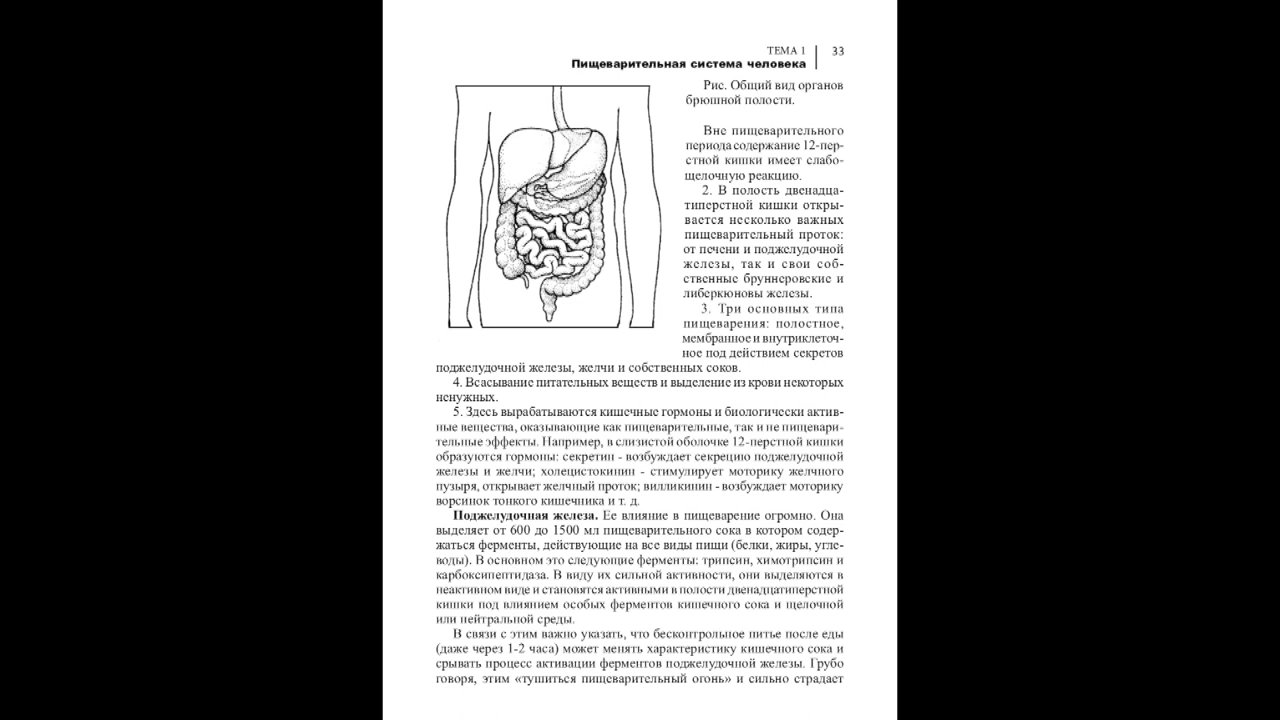 ТЕМА 1
33
Пищеварительная система человека
Рис. Общий вид органов
брюшной полости.
Вне пищеварительного
периода содержание 12-пер-
стной кишки имеет слабо-
щелочную реакцию.
2. В полость двенадца-
типерстной кишки откры-
вается несколько важных
пищеварительный проток:
от печени и поджелудочной
железы, так и свои соб-
ственные бруннеровские и
либеркюновы железы.
3. Три основных типа
пищеварения: полостное,
мембранное и внутриклеточ-
ное под действием секретов
поджелудочной железы, желчи и собственных соков.
4. Всасывание питательных веществ и выделение из крови некоторых
ненужных.
5. Здесь вырабатываются кишечные гормоны и биологически актив-
ные вещества, оказывающие как пищеварительные, так и не пищевари-
тельные эффекты. Например, в слизистой оболочке 12-перстной кишки
образуются гормоны: секретин - возбуждает секрецию поджелудочной
железы и желчи; холецистокинин - стимулирует моторику желчного
пузыря, открывает желчный проток; вилликинин - возбуждает моторику
ворсинок тонкого кишечника и т. д.
Поджелудочная железа. Ее влияние в пищеварение огромно. Она
выделяет от 600 до 1500 мл пищеварительного сока в котором содер-
жаться ферменты, действующие на все виды пищи (белки, жиры, угле-
воды). В основном это следующие ферменты: трипсин, химотрипсин и
карбоксипептидаза. В виду их сильной активности, они выделяются в
неактивном виде и становятся активными в полости двенадцатиперстной
кишки под влиянием особых ферментов кишечного сока и щелочной
или нейтральной среды.
В связи с этим важно указать, что бесконтрольное питье после еды
(даже через 1-2 часа) может менять характеристику кишечного сока и
срывать процесс активации ферментов поджелудочной железы. Грубо
говоря, этим «тушиться пищеварительный огонь» и сильно страдает